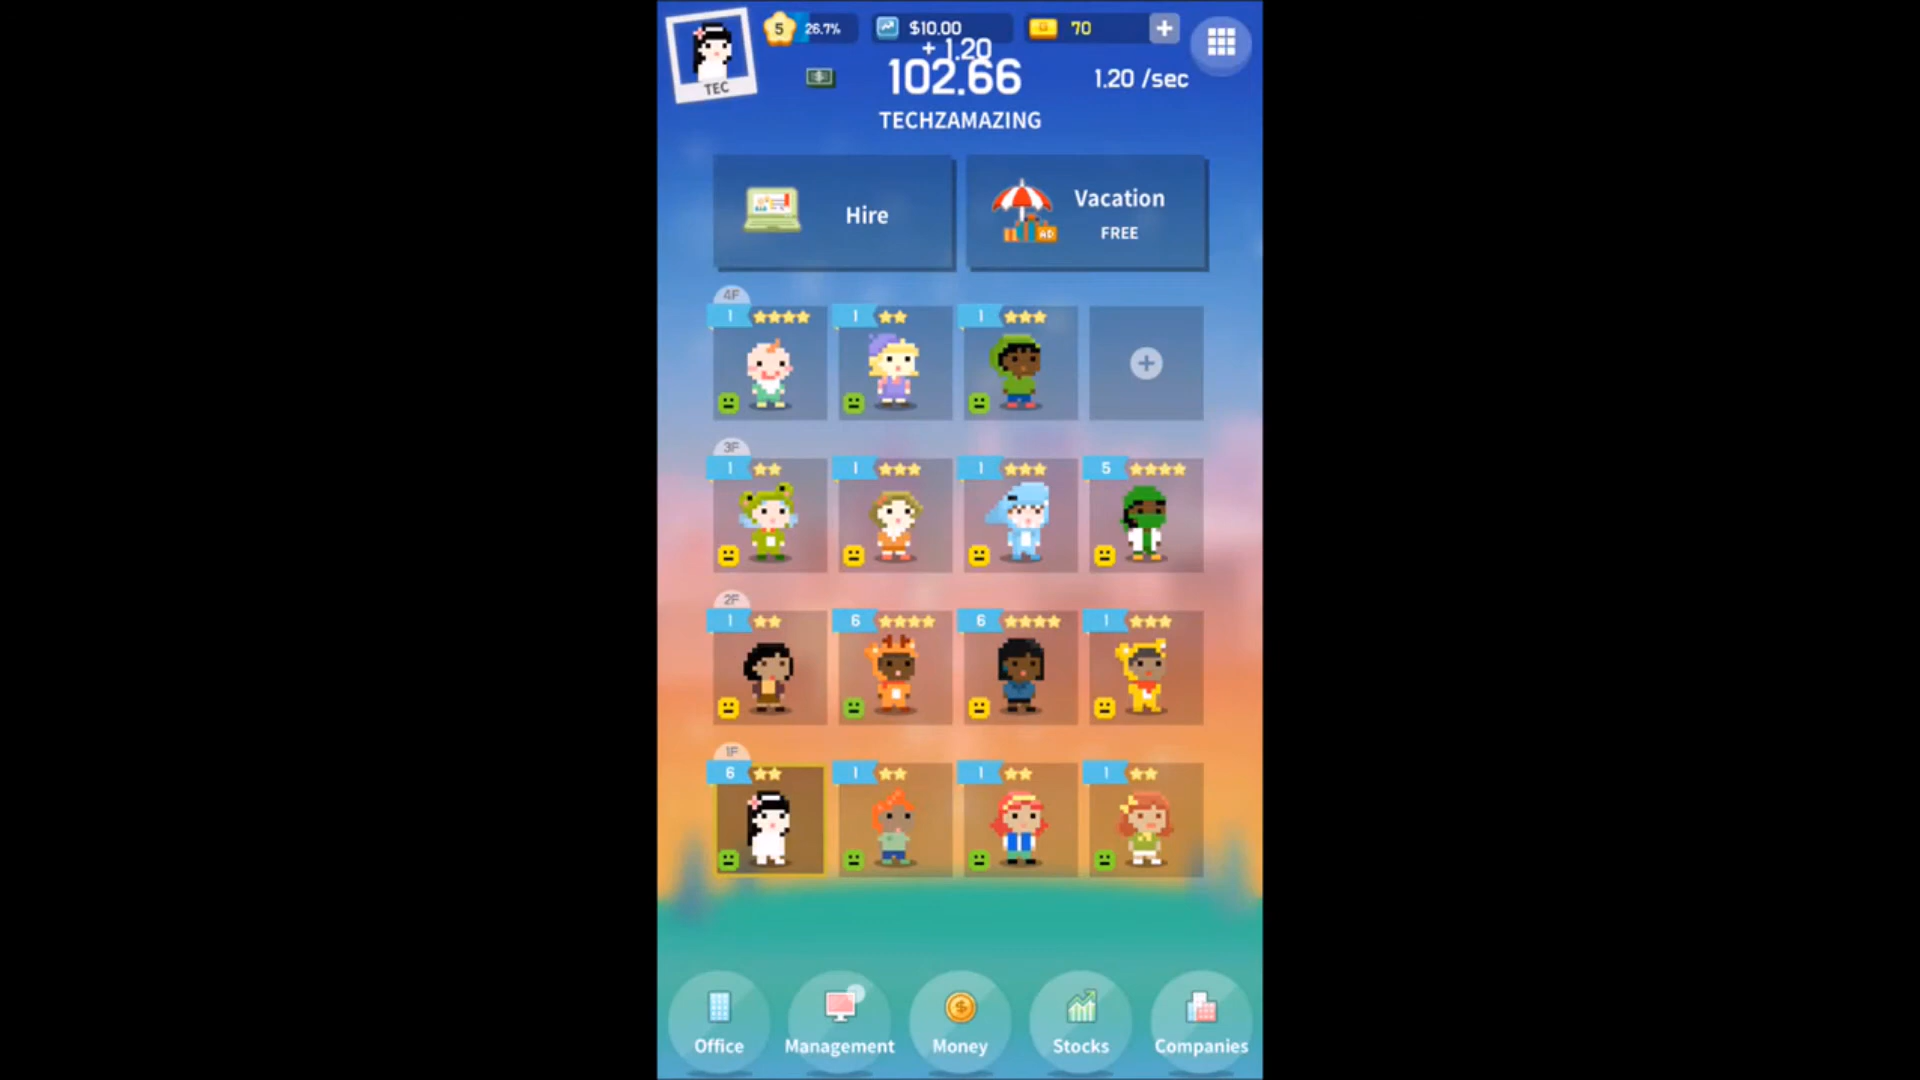 TEC
5
26.7%
$10.00
70
+ 1.20
102.66
1.20 /sec
TECHZAMAZING
Hire
Vacation
FREE
AD
4F
1
1
1
3F
1
1
1
5
2F
1
6
6
1
1F
6
1
1
1
Office
Management
Money
Stocks
Companies